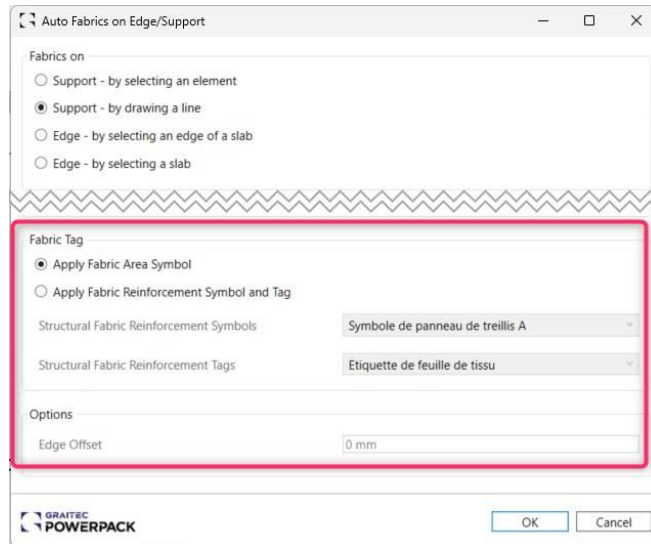 Auto Fabrics on Edge/Support
Fabrics on
Support - by selecting an element
Support - by drawing a line
Edge - by selecting an edge of a slab
Edge - by selecting a slab
Fabric Tag
Apply Fabric Area Symbol
Apply Fabric Reinforcement Symbol and Tag
Structural Fabric Reinforcement Symbols Symbole de panneau de treillis A
Structural Fabric Reinforcement Tags Etiquette de feuille de tissu
Options
Edge Offset 0 mm
GRAITEC
POWERPACK
OK Cancel